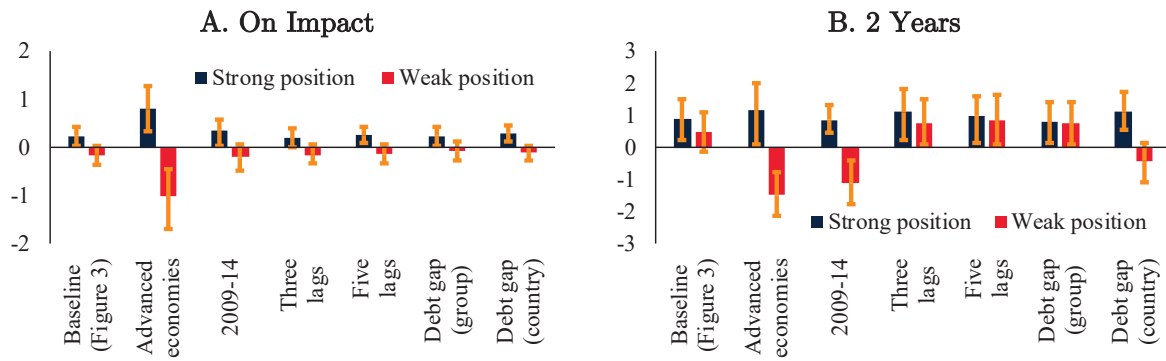 A. On Impact
2
1
0
-1
-2
Strong position
Weak position
Baseline
(Figure 3)
Advanced
economies
2009-14
Three
lags
Five
lags
Debt gap
(group)
Debt gap
(country)
B. 2 Years
3
2
1
0
-1
-2
-3
Strong position
Weak position
Baseline
(Figure 3)
Advanced
economies
2009-14
Three
lags
Five
lags
Debt gap
(group)
Debt gap
(country)